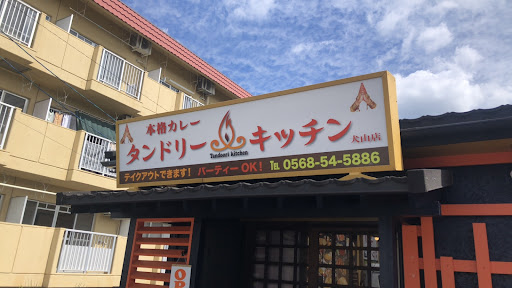 本格カレー
タンドリー キッチン 犬山店
Tandoori kitchen
テイクアウトできます！ パーティー OK！ TEL 0568-54-5886
OP